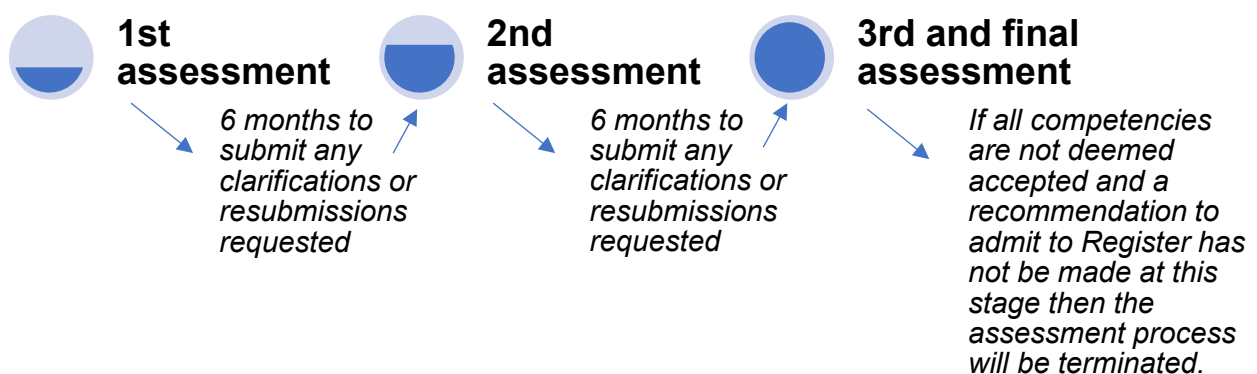 1st
assessment
6 months to
submit any
clarifications or
resubmissions
requested
2nd
assessment
6 months to
submit any
clarifications or
resubmissions
requested
3rd and final
assessment
If all competencies
are not deemed
accepted and a
recommendation to
admit to Register has
not be made at this
stage then the
assessment process
will be terminated.